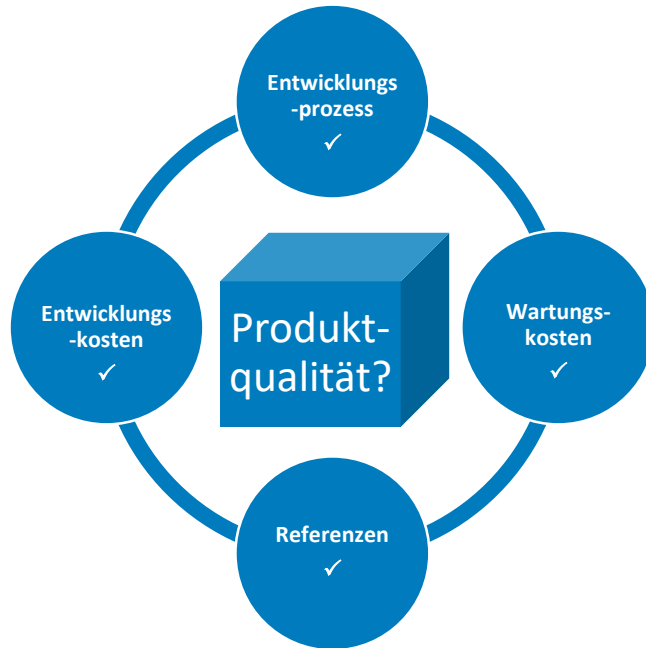 Entwicklungs
-prozess
✓
Entwicklungs
-kosten
✓
Produkt-
qualität?
Wartungs-
kosten
✓
Referenzen
✓